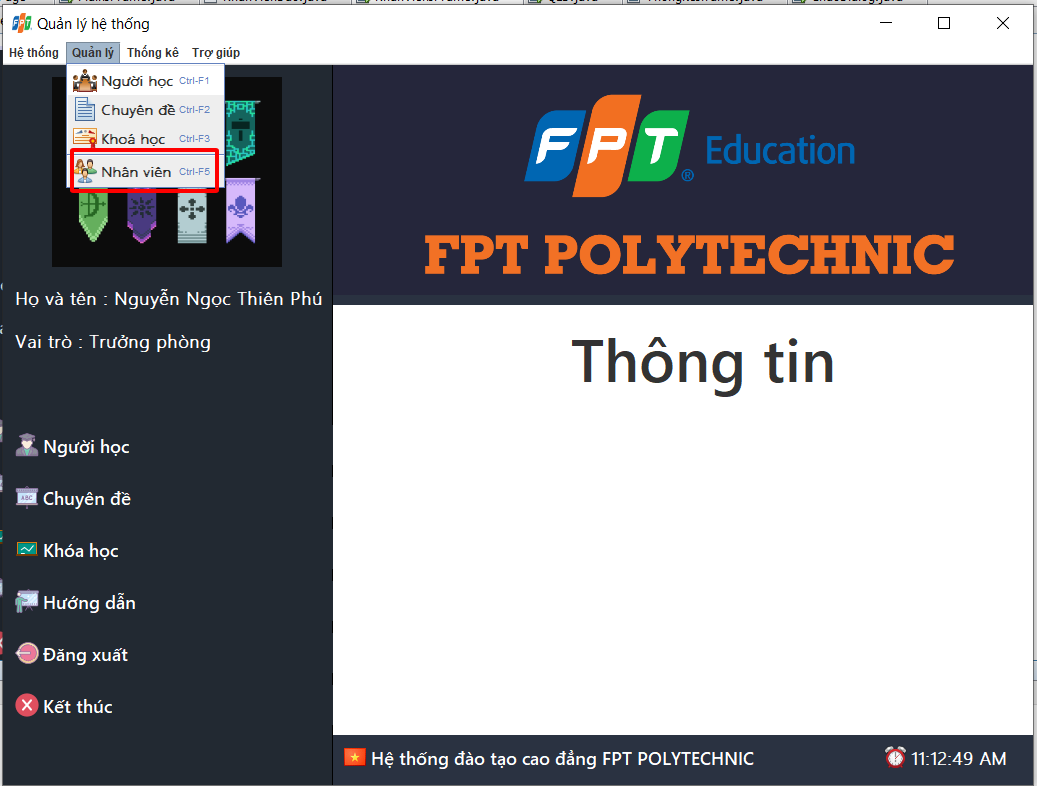 Quản lý hệ thống
Hệ thống Quản lý Thống kê Trợ giúp
Người học Ctrl-F1
Chuyên đề Ctrl-F2
Khoá học Ctrl-F3
Nhân viên Ctrl-F5
FPT® Education
FPT POLYTECHNIC
Họ và tên : Nguyễn Ngọc Thiên Phú
Vai trò : Trưởng phòng
Thông tin
Người học
ABC
Chuyên đề
Khóa học
Hướng dẫn
Đăng xuất
Kết thúc
Hệ thống đào tạo cao đẳng FPT POLYTECHNIC
11:12:49 AM